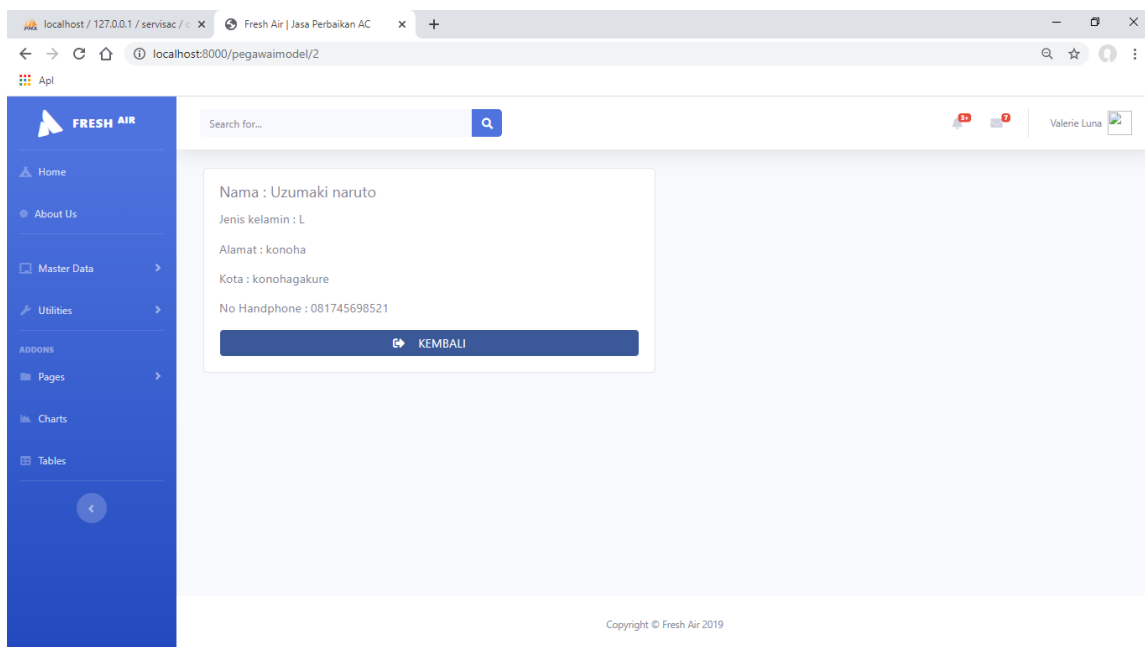 localhost / 127.0.0.1 / servisac / c
Fresh Air | Jasa Perbaikan AC
localhost:8000/pegawaimodel/2
Apl
FRESH AIR
Search for...
3+
7
Valerie Luna
Home
About Us
Master Data
Utilities
ADDONS
Pages
Charts
Tables
Nama : Uzumaki naruto
Jenis kelamin : L
Alamat : konoha
Kota : konohagakure
No Handphone : 081745698521
KEMBALI
Copyright © Fresh Air 2019